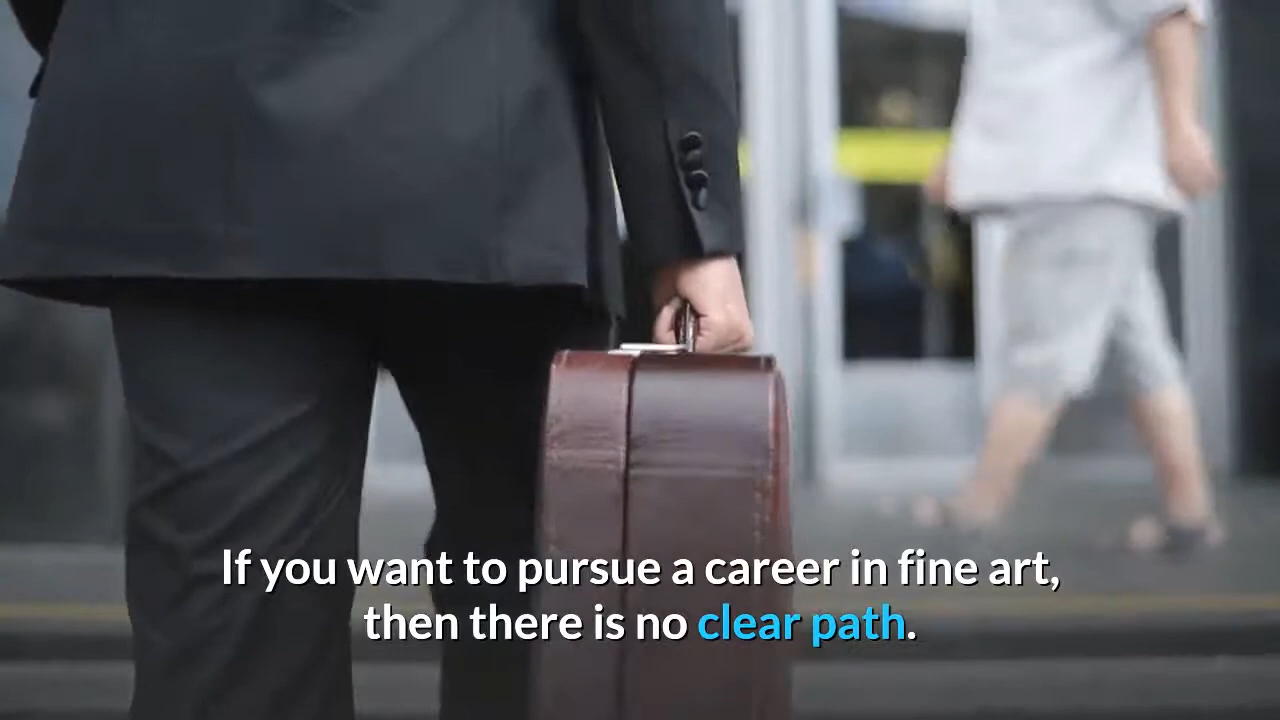 If you want to pursue a career in fine art,
then there is no clear path.